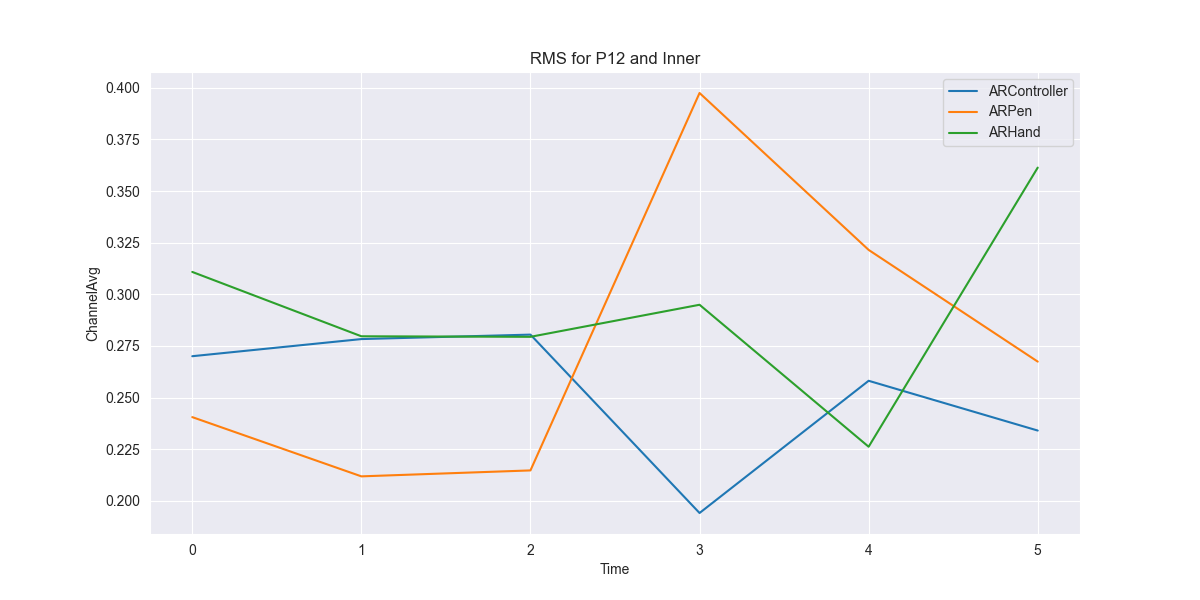 RMS for P12 and Inner
ARController
ARPen
ARHand
ChannelAvg
0.400
0.375
0.350
0.325
0.300
0.275
0.250
0.225
0.200
0 1 2 3 4 5
Time